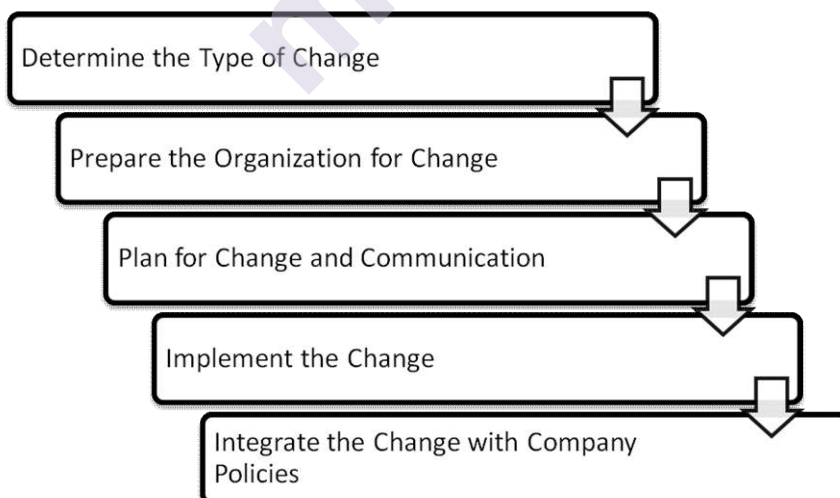 Determine the Type of Change
Prepare the Organization for Change
Plan for Change and Communication
Implement the Change
Integrate the Change with Company
Policies